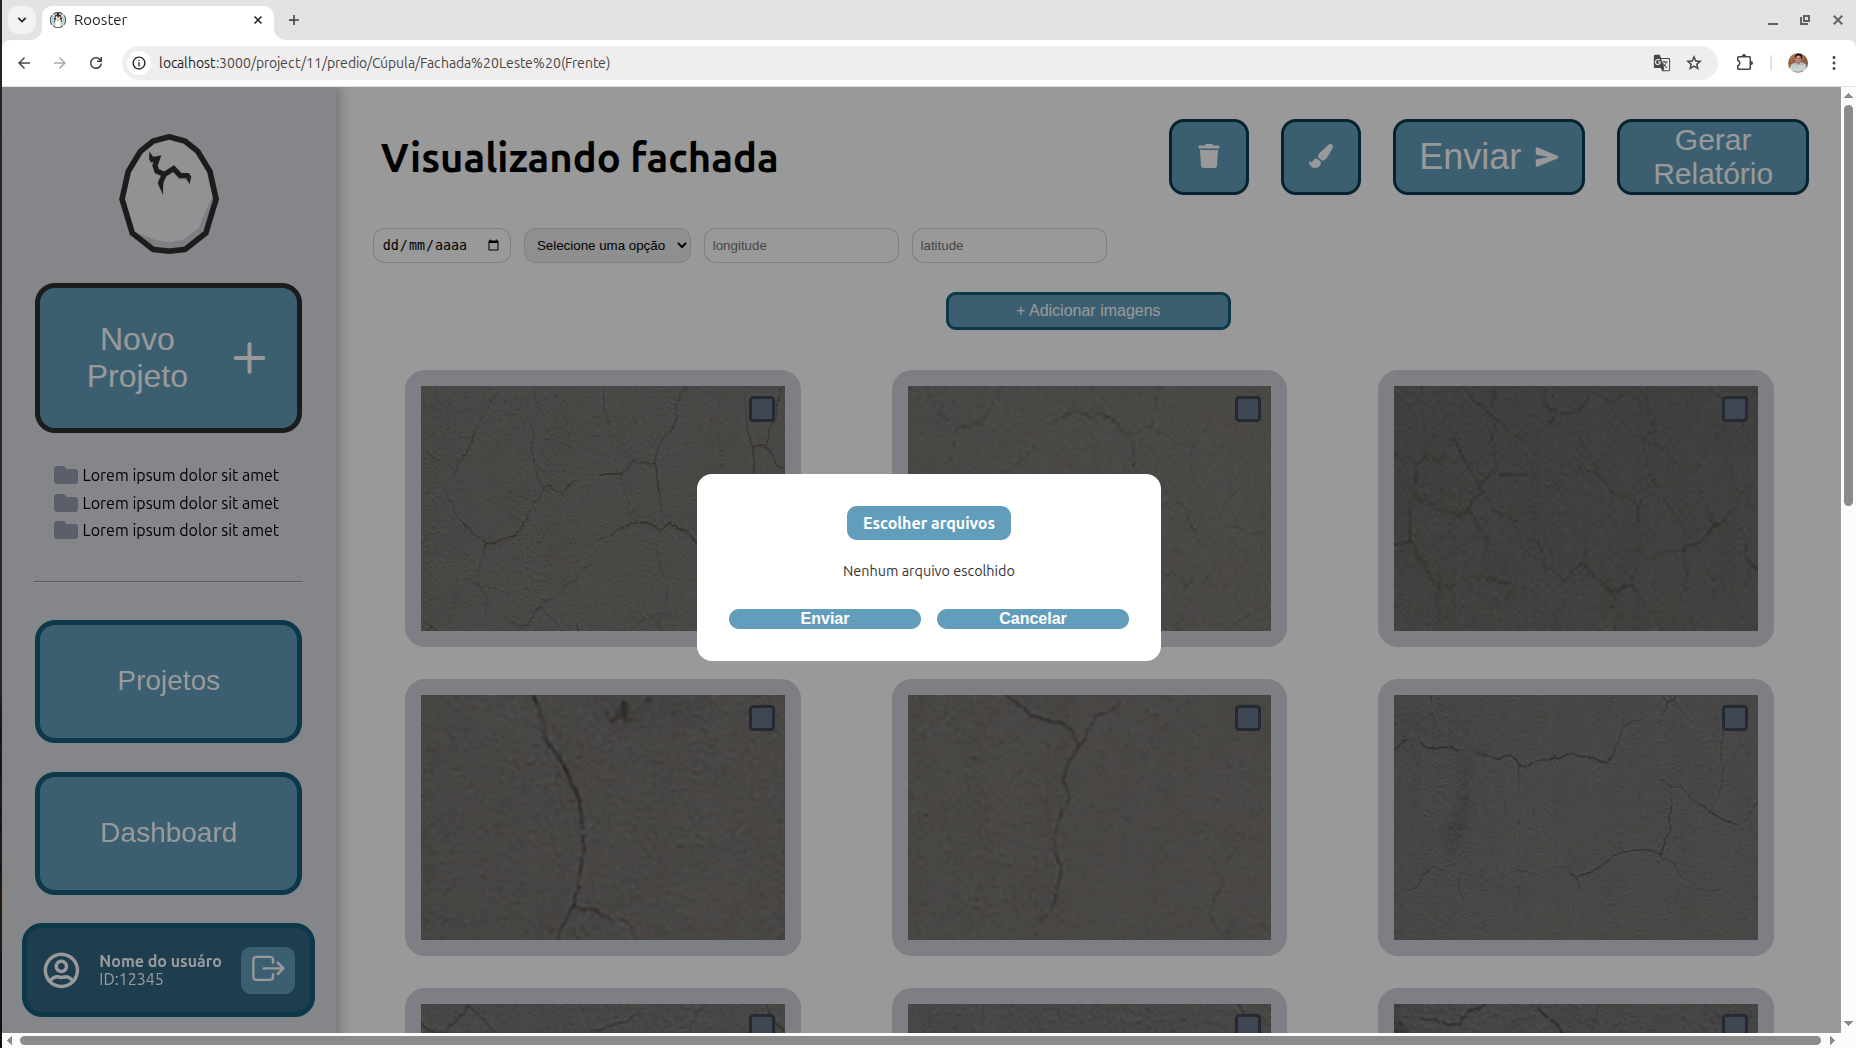 Rooster
localhost:3000/project/11/predio/Cúpula/Fachada%20Leste%20(Frente)
Visualizando fachada
Enviar
Gerar
Relatório
dd/mm/aaaa
Selecione uma opção
longitude
latitude
+ Adicionar imagens
Novo
Projeto
Lorem ipsum dolor sit amet
Lorem ipsum dolor sit amet
Lorem ipsum dolor sit amet
Projetos
Dashboard
Nome do usuáro
ID:12345
Escolher arquivos
Nenhum arquivo escolhido
Enviar
Cancelar